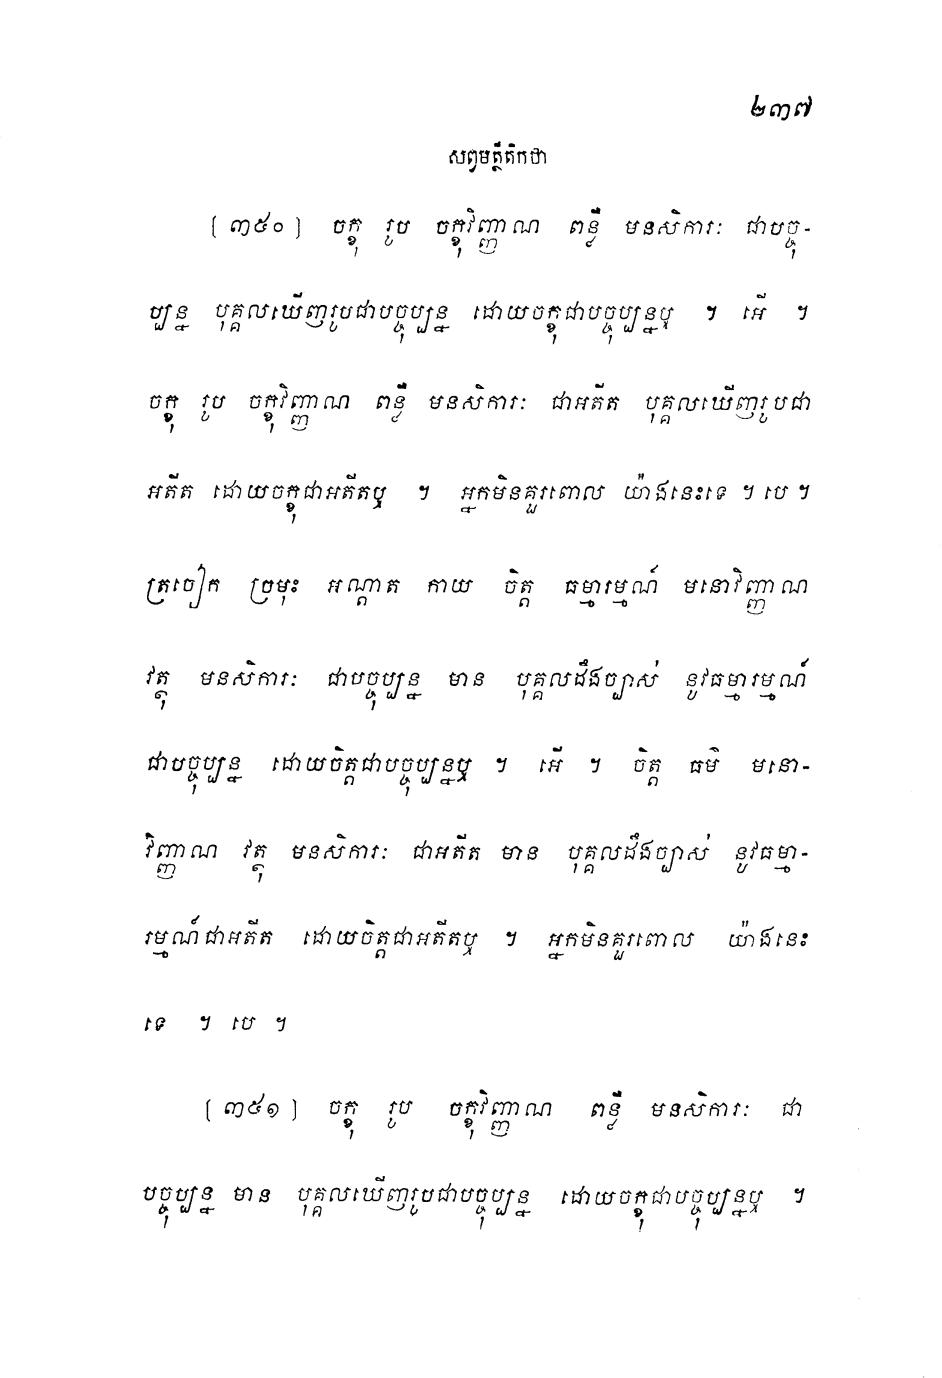 ២៣៧
សព្វមត្ថីតិកថា
[ ៣៥០ ] ចក្ខុ រូប ចក្ខុវិញ្ញាណ ពន្លឺ មនសិការៈ ជាបច្ចុ-
ប្បន្ន បុគ្គលឃើញរូបជាបច្ចុប្បន្ន ដោយចក្ខុជាបច្ចុប្បន្នឬ ។ អើ ។
ចក្ខុ រូប ចក្ខុវិញ្ញាណ ពន្លឺ មនសិការៈ ជាអតីត បុគ្គលឃើញរូបជា
អតីត ដោយចក្ខុជាអតីតឬ ។ អ្នកមិនគួរពោល យ៉ាងនេះទេ ។ បេ ។
ត្រចៀក ច្រមុះ អណ្តាត កាយ ចិត្ត ធម្មារម្មណ៍ មនោវិញ្ញាណ
វត្ថុ មនសិការៈ ជាបច្ចុប្បន្ន មាន បុគ្គលដឹងច្បាស់ នូវធម្មារម្មណ៍
ជាបច្ចុប្បន្ន ដោយចិត្តជាបច្ចុប្បន្នឬ ។ អើ ។ ចិត្ត ធម៌ មនោ-
វិញ្ញាណ វត្ថុ មនសិការៈ ជាអតីត មាន បុគ្គលដឹងច្បាស់ នូវធម្មា-
រម្មណ៍ជាអតីត ដោយចិត្តជាអតីតឬ ។ អ្នកមិនគួរពោល យ៉ាងនេះ
ទេ ។ បេ ។
[ ៣៥១ ] ចក្ខុ រូប ចក្ខុវិញ្ញាណ ពន្លឺ មនសិការៈ ជា
បច្ចុប្បន្ន មាន បុគ្គលឃើញរូបជាបច្ចុប្បន្ន ដោយចក្ខុជាបច្ចុប្បន្នឬ ។